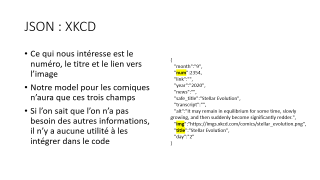 JSON : XKCD
• Ce qui nous intéresse est le
numéro, le titre et le lien vers
l'image
• Notre model pour les comiques
n'aura que ces trois champs
• Si l'on sait que l'on n'a pas
besoin des autres informations,
il n'y a aucune utilité à les
intégrer dans le code
{
"month":"9",
"num":2354,
"link":"",
"year":"2020",
"news":"",
"safe_title":"Stellar Evolution",
"transcript":"",
"alt":"It may remain in equilibrium for some time, slowly
growing, and then suddenly become significantly redder.",
"img":"https://imgs.xkcd.com/comics/stellar_evolution.png",
"title":"Stellar Evolution",
"day":"2"
}